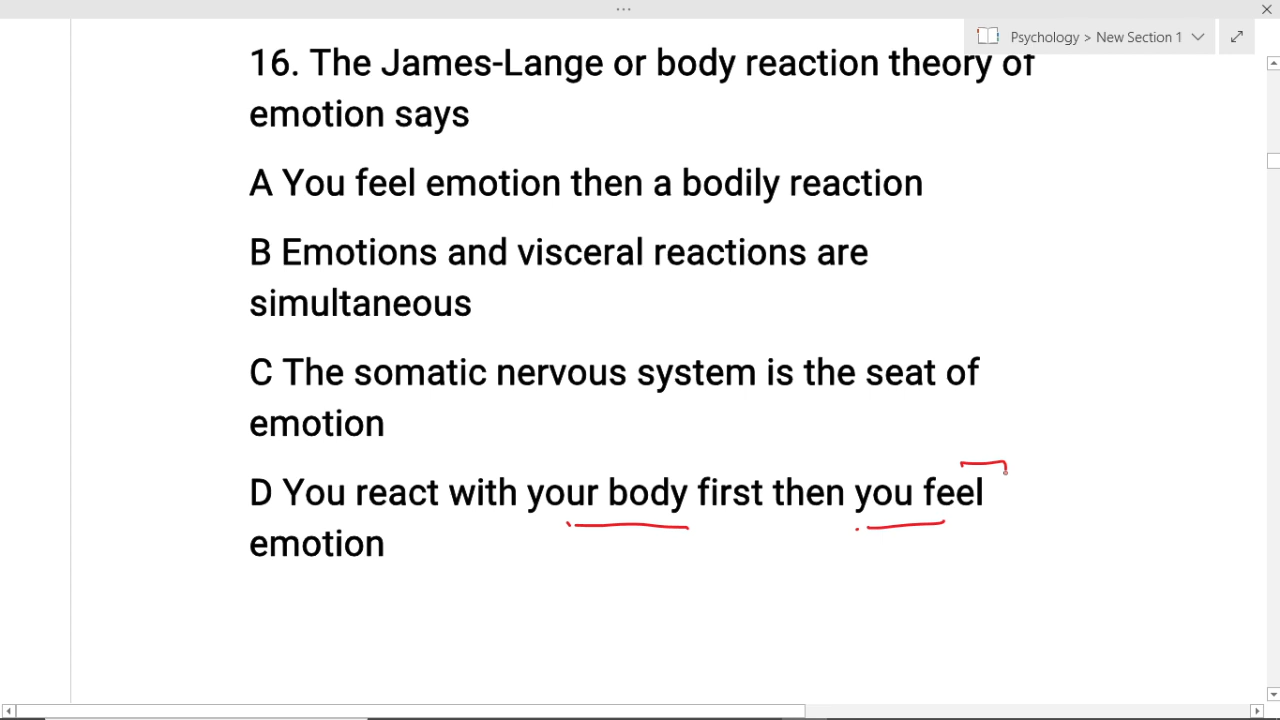 Psychology > New Section 1
16. The James-Lange or body reaction theory of
emotion says
A You feel emotion then a bodily reaction
B Emotions and visceral reactions are
simultaneous
C The somatic nervous system is the seat of
emotion
D You react with your body first then you feel
emotion